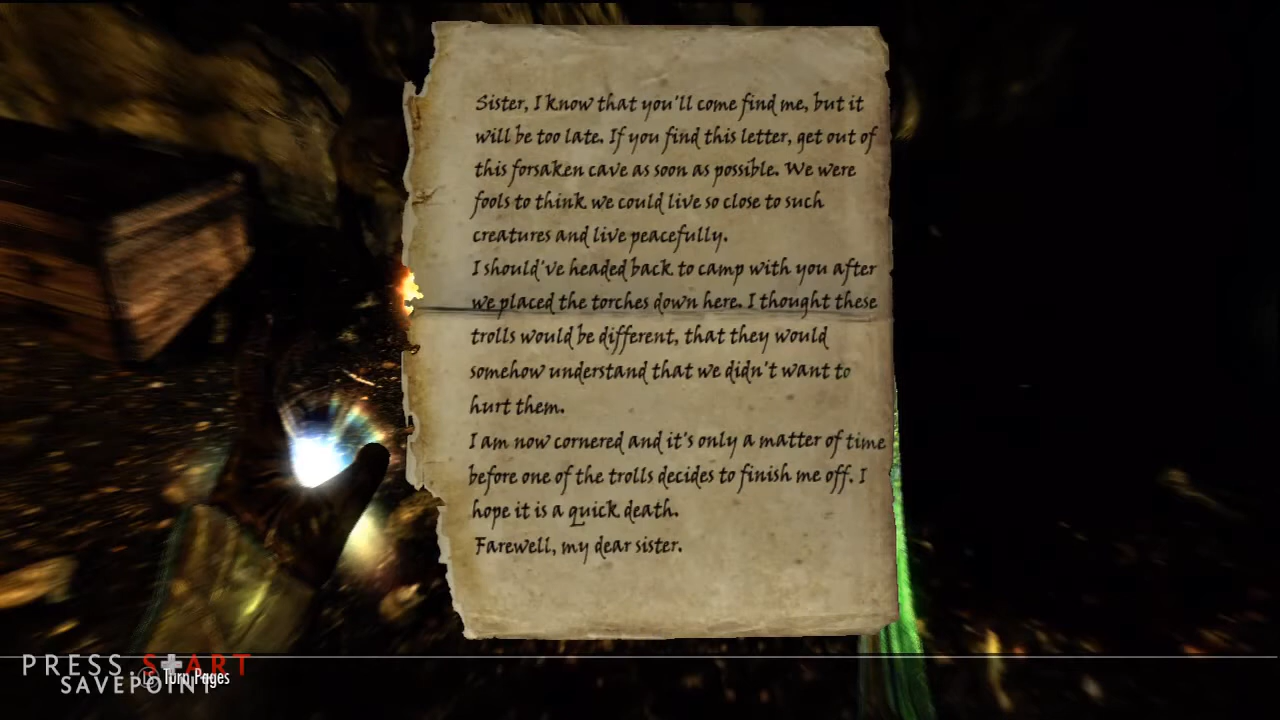 Sister, I know that you'll come find me, but it
will be too late. If you find this letter, get out of
this forsaken cave as soon as possible. We were
fools to think we could live so close to such
creatures and live peacefully.
I should've headed back to camp with you after
we placed the torches down here. I thought these
trolls would be different, that they would
somehow understand that we didn't want to
hurt them.
I am now cornered and it's only a matter of time
before one of the trolls decides to finish me off. I
hope it is a quick death.
Farewell, my dear sister.
PRESS START
SAVEPOINT
LS Turn Pages